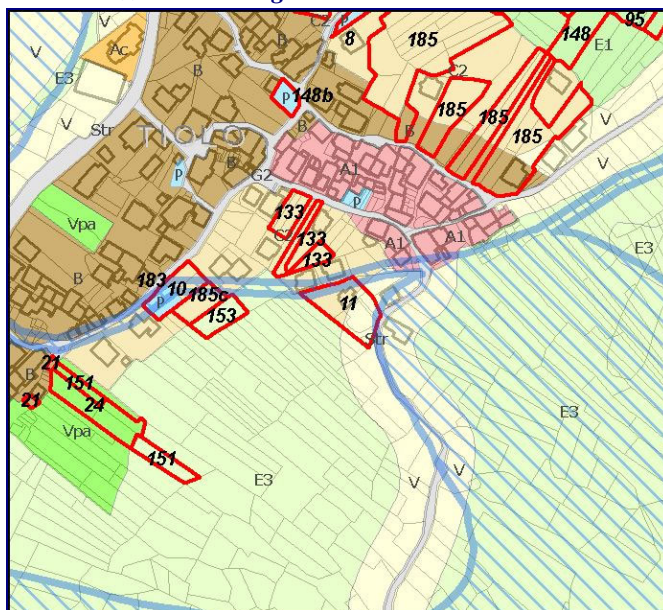 C2
P
8
185
148
95
E1
V
Ac
B
E3
V
P
148b
C2
185
185
185
Str
V
TIOLO
B
B
B
V
V
P
B
G2
A1
P
Vpa
133
A1
A1
133
E3
B
133
183
10
185c
P
153
11
Str
21
B
151
21
24
E3
Vpa
151
E3
V
V